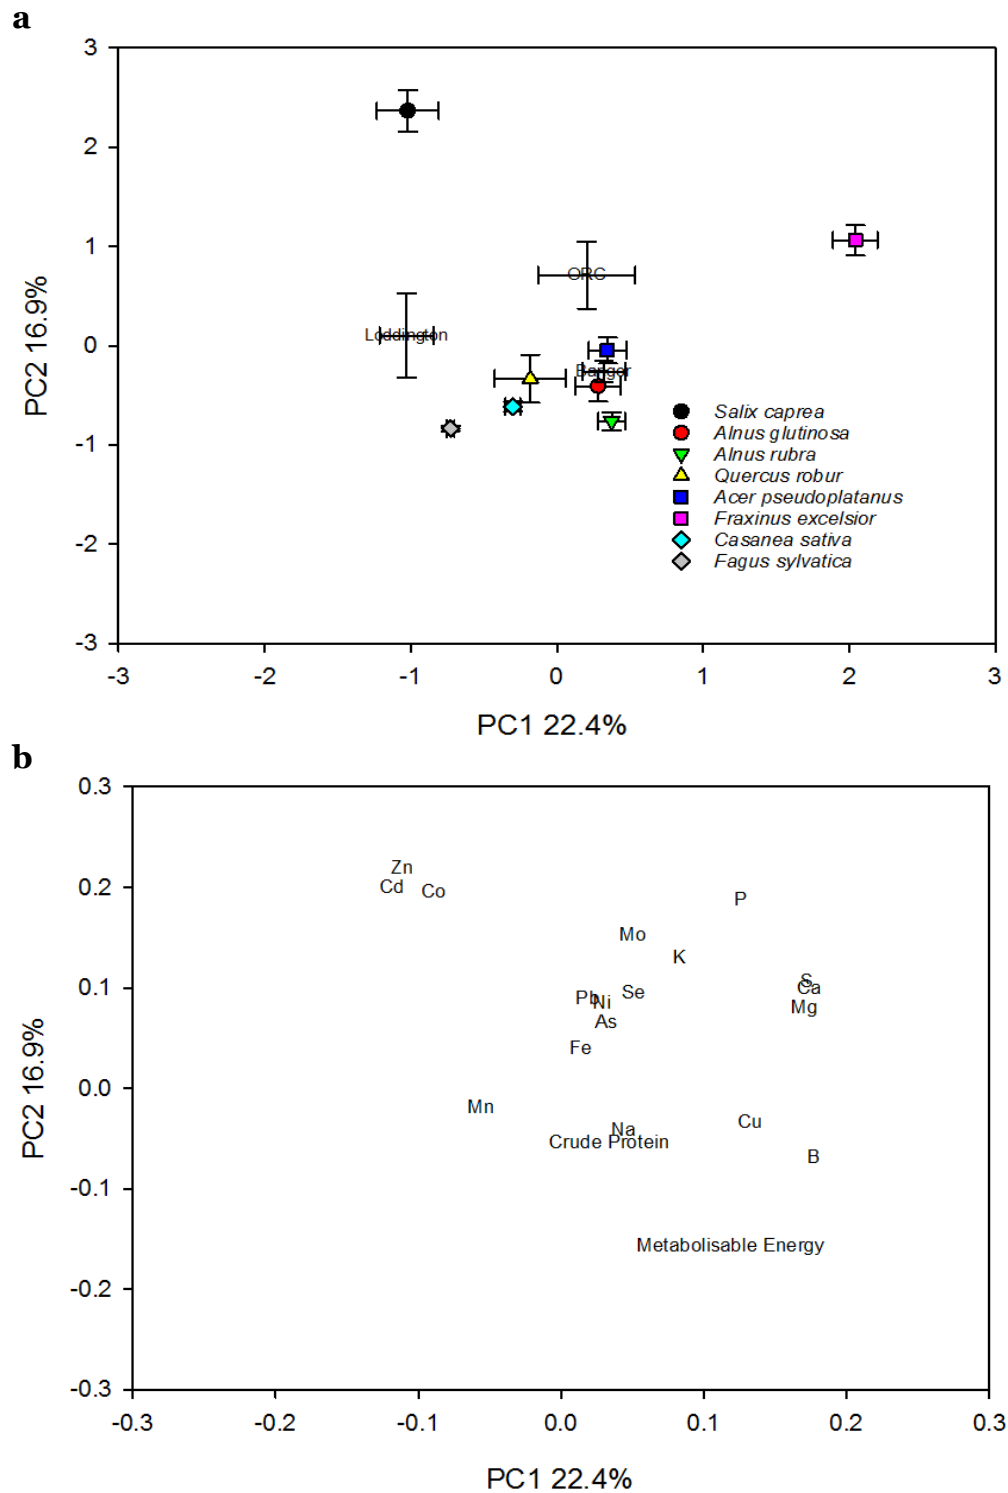 a
3
2
1
0
-1
-2
-3
PC2 16.9%
ORC
Loddington
Bangor
Salix caprea
Alnus glutinosa
Alnus rubra
Quercus robur
Acer pseudoplatanus
Fraxinus excelsior
Casanea sativa
Fagus sylvatica
-3 -2 -1 0 1 2 3
PC1 22.4%
b
0.3
0.2
0.1
0.0
-0.1
-0.2
-0.3
PC2 16.9%
Zn
Cd Co
P
Mo
K
S
Ca
Pb Ni Se
Mg
As
Fe
Mn
Na
Cu
Crude Protein
B
Metabolisable Energy
-0.3 -0.2 -0.1 0.0 0.1 0.2 0.3
PC1 22.4%